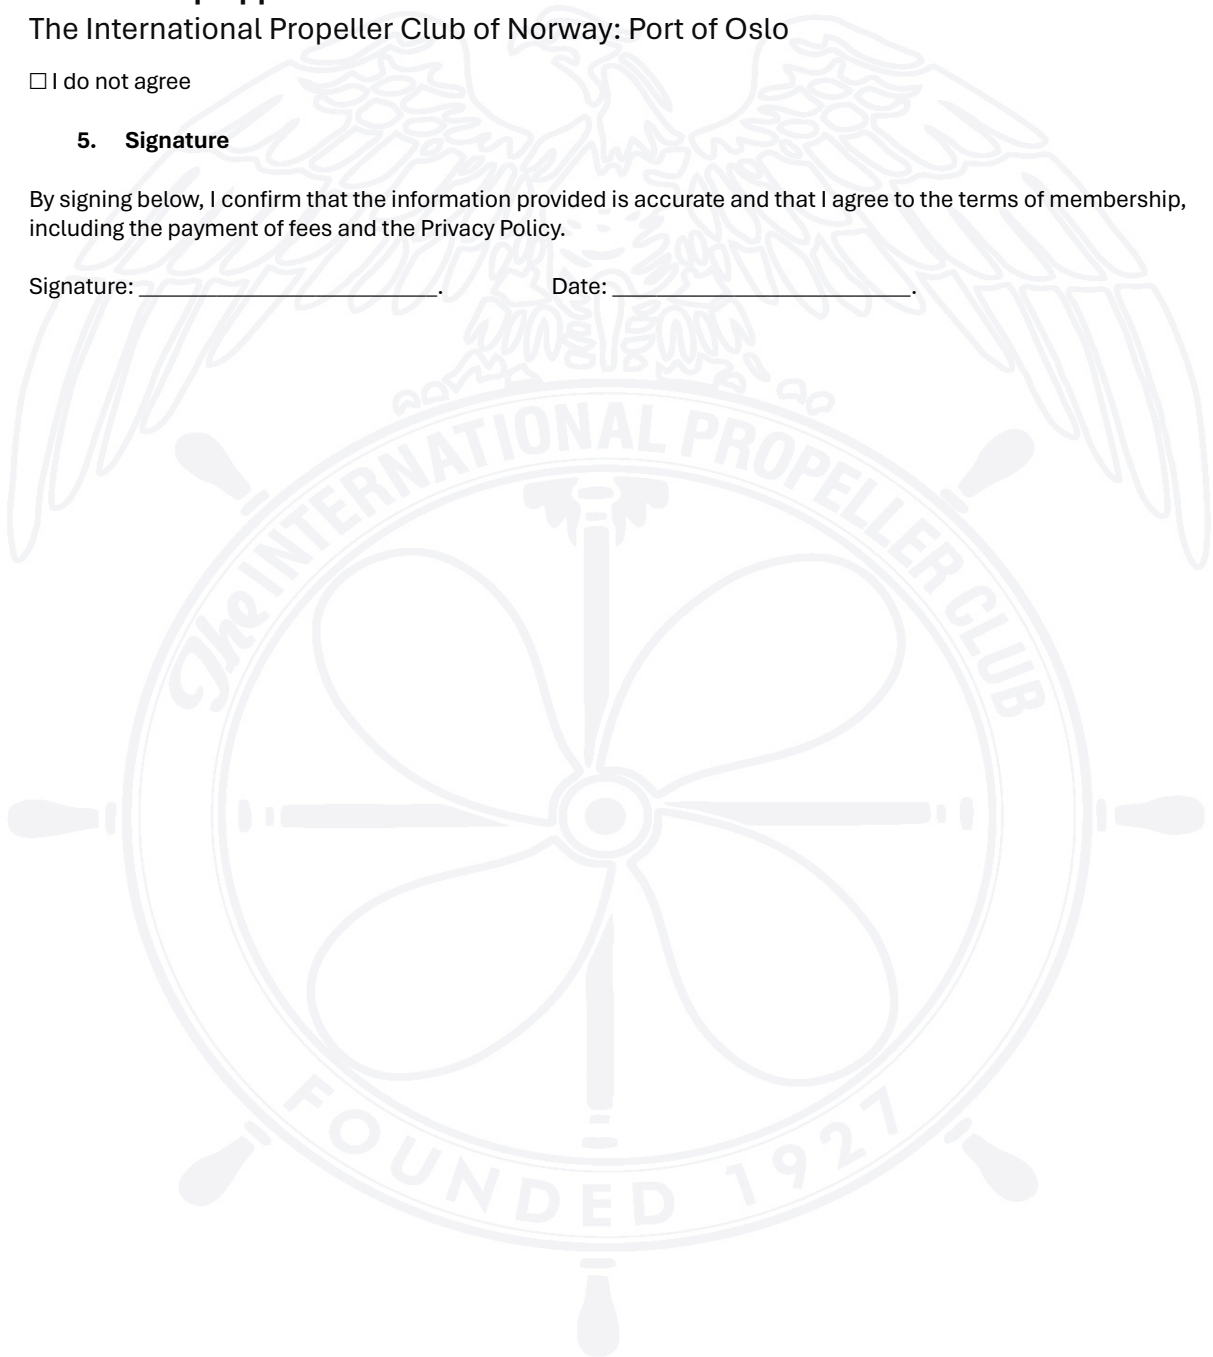 The International Propeller Club of Norway: Port of Oslo
☐ I do not agree
5. Signature
By signing below, I confirm that the information provided is accurate and that I agree to the terms of membership,
including the payment of fees and the Privacy Policy.
Signature: ________________________. Date: ________________________.
The INTERNATIONAL PROPELLER CLUB
FOUNDED 1927